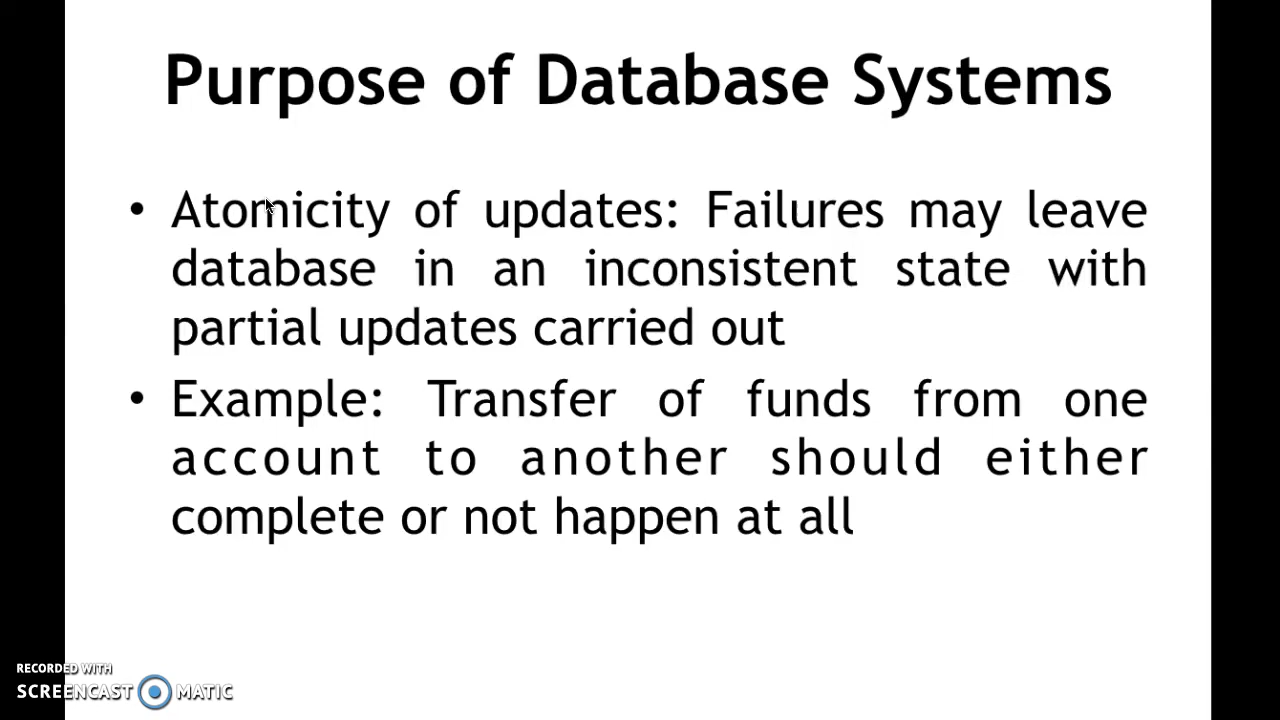 Purpose of Database Systems
• Atomicity of updates: Failures may leave
database in an inconsistent state with
partial updates carried out
• Example: Transfer of funds from one
account to another should either
complete or not happen at all
RECORDED WITH
SCREENCAST MATIC